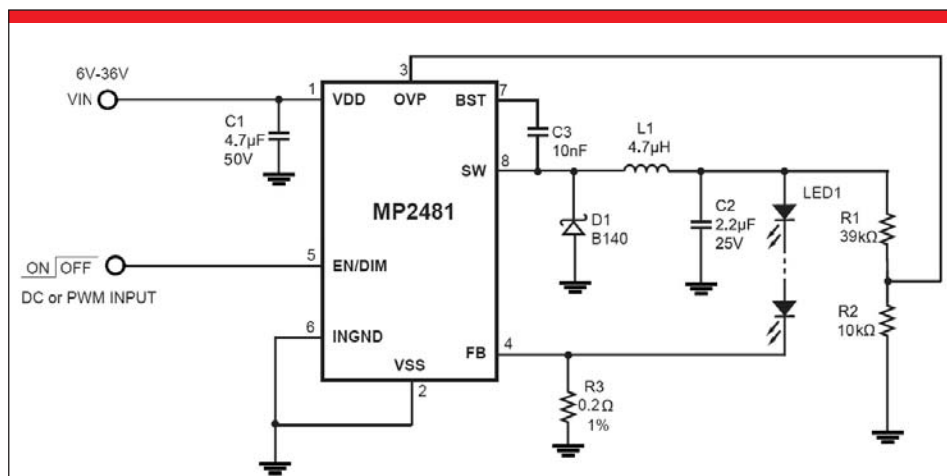 6V-36V
VIN
1
VDD
3
OVP
BST
7
C1
4.7µF
50V
C3
10nF
L1
4.7µH
SW
8
MP2481
D1
B140
C2
2.2µF
25V
LED1
R1
39kΩ
ON OFF
5
EN/DIM
DC or PWM INPUT
6
INGND
VSS
2
FB
4
R2
10kΩ
R3
0.2Ω
1%